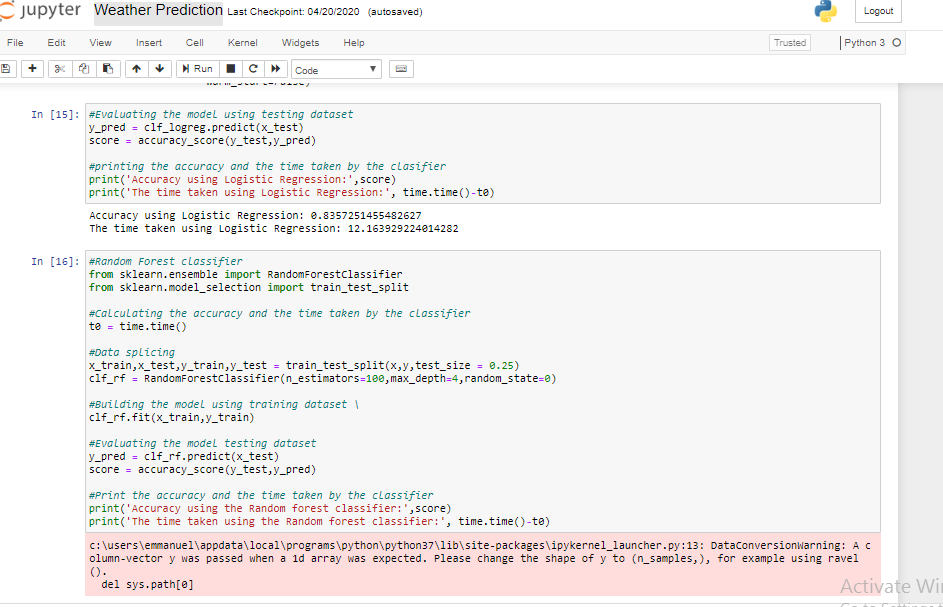 jupyter Weather Prediction Last Checkpoint: 04/20/2020 (autosaved) Logout
File Edit View Insert Cell Kernel Widgets Help Trusted Python 3
Run Code
In [15]: #Evaluating the model using testing dataset
y_pred = clf_logreg.predict(x_test)
score = accuracy_score(y_test,y_pred)
#printing the accuracy and the time taken by the clasifier
print('Accuracy using Logistic Regression:',score)
print('The time taken using Logistic Regression:', time.time()-t0)
Accuracy using Logistic Regression: 0.8357251455482627
The time taken using Logistic Regression: 12.163929224014282
In [16]: #Random Forest classifier
from sklearn.ensemble import RandomForestClassifier
from sklearn.model_selection import train_test_split
#Calculating the accuracy and the time taken by the classifier
t0 = time.time()
#Data splicing
x_train,x_test,y_train,y_test = train_test_split(x,y,test_size = 0.25)
clf_rf = RandomForestClassifier(n_estimators=100,max_depth=4,random_state=0)
#Building the model using training dataset \
clf_rf.fit(x_train,y_train)
#Evaluating the model testing dataset
y_pred = clf_rf.predict(x_test)
score = accuracy_score(y_test,y_pred)
#Print the accuracy and the time taken by the classifier
print('Accuracy using the Random forest classifier:',score)
print('The time taken using the Random forest classifier:', time.time()-t0)
c:\users\emmanuel\appdata\local\programs\python\python37\lib\site-packages\ipykernel_launcher.py:13: DataConversionWarning: A c
olumn-vector y was passed when a 1d array was expected. Please change the shape of y to (n_samples,), for example using ravel
().
del sys.path[0]
Activate Wi